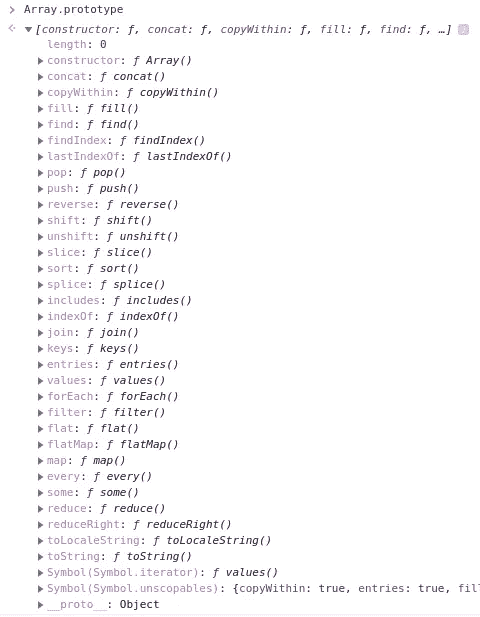 Array.prototype
[constructor: ƒ, concat: ƒ, copyWithin: ƒ, fill: ƒ, find: ƒ, …]
length: 0
constructor: ƒ Array()
concat: ƒ concat()
copyWithin: ƒ copyWithin()
fill: ƒ fill()
find: ƒ find()
findIndex: ƒ findIndex()
lastIndexOf: ƒ lastIndexOf()
pop: ƒ pop()
push: ƒ push()
reverse: ƒ reverse()
shift: ƒ shift()
unshift: ƒ unshift()
slice: ƒ slice()
sort: ƒ sort()
splice: ƒ splice()
includes: ƒ includes()
indexOf: ƒ indexOf()
join: ƒ join()
keys: ƒ keys()
entries: ƒ entries()
values: ƒ values()
forEach: ƒ forEach()
filter: ƒ filter()
flat: ƒ flat()
flatMap: ƒ flatMap()
map: ƒ map()
every: ƒ every()
some: ƒ some()
reduce: ƒ reduce()
reduceRight: ƒ reduceRight()
toLocaleString: ƒ toLocaleString()
toString: ƒ toString()
Symbol(Symbol.iterator): ƒ values()
Symbol(Symbol.unscopables): {copyWithin: true, entries: true, fill
__proto__: Object